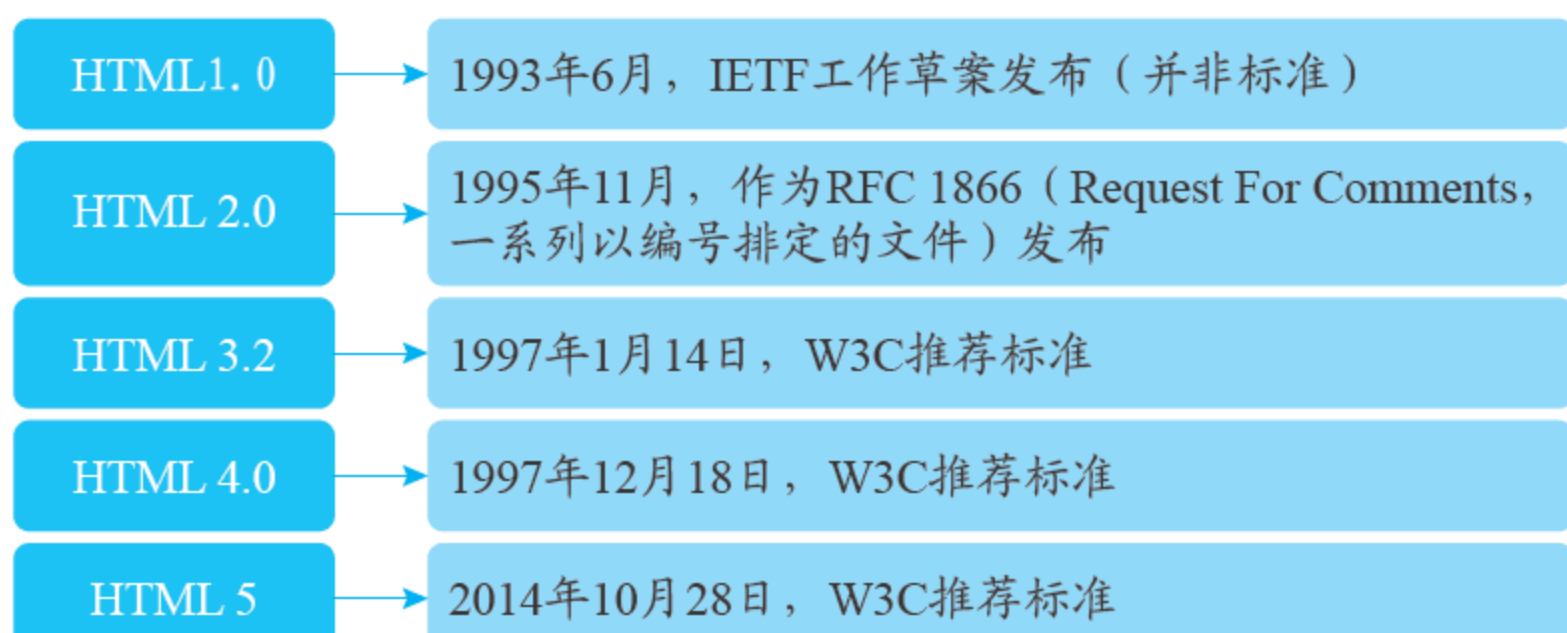 HTML1. 0
1993年6月，IETF工作草案发布（并非标准）
HTML 2.0
1995年11月，作为RFC 1866（Request For Comments，
一系列以编号排定的文件）发布
HTML 3.2
1997年1月14日，W3C推荐标准
HTML 4.0
1997年12月18日，W3C推荐标准
HTML 5
2014年10月28日，W3C推荐标准